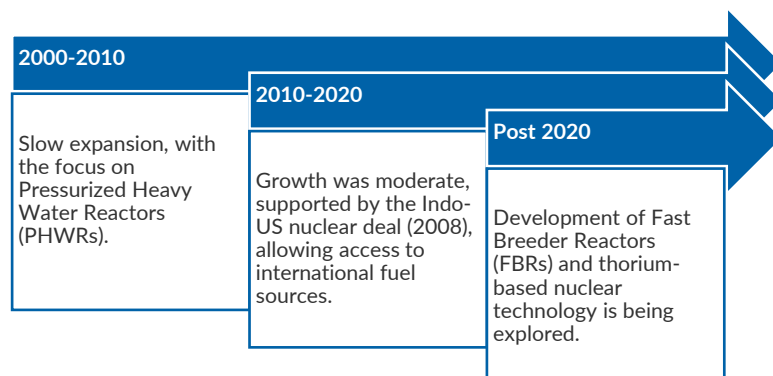 2000-2010
Slow expansion, with
the focus on
Pressurized Heavy
Water Reactors
(PHWRs).
2010-2020
Growth was moderate,
supported by the Indo-
US nuclear deal (2008),
allowing access to
international fuel
sources.
Post 2020
Development of Fast
Breeder Reactors
(FBRs) and thorium-
based nuclear
technology is being
explored.